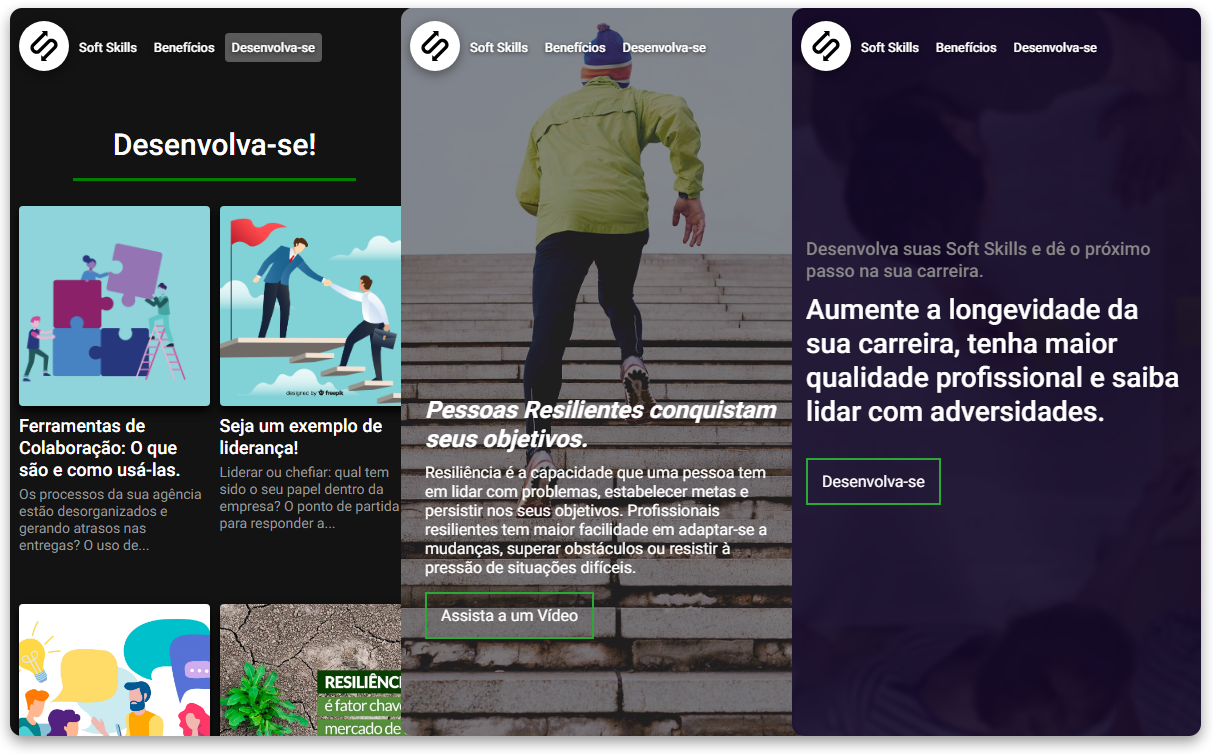 Soft Skills Benefícios Desenvolva-se
Desenvolva-se!
Ferramentas de
Colaboração: O que
são e como usá-las.
Os processos da sua agência
estão desorganizados e
gerando atrasos nas
entregas? O uso de...
designed by freepik
Seja um exemplo de
liderança!
Liderar ou chefiar: qual tem
sido o seu papel dentro da
empresa? O ponto de partida
para responder a...
RESILIÊNC
é fator chave
mercado de
Soft Skills Benefícios Desenvolva-se
Pessoas Resilientes conquistam
seus objetivos.
Resiliência é a capacidade que uma pessoa tem
em lidar com problemas, estabelecer metas e
persistir nos seus objetivos. Profissionais
resilientes tem maior facilidade em adaptar-se a
mudanças, superar obstáculos ou resistir à
pressão de situações difíceis.
Assista a um Vídeo
Soft Skills Benefícios Desenvolva-se
Desenvolva suas Soft Skills e dê o próximo
passo na sua carreira.
Aumente a longevidade da
sua carreira, tenha maior
qualidade profissional e saiba
lidar com adversidades.
Desenvolva-se